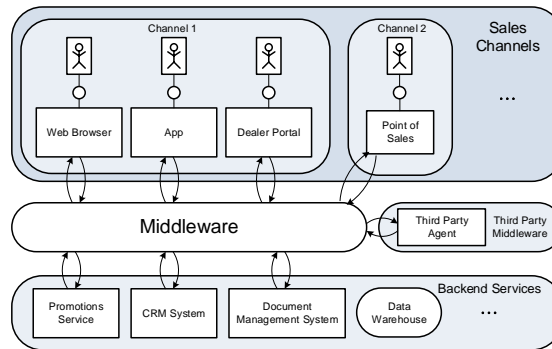 Channel 1
Channel 2
Sales
Channels
Web Browser
App
Dealer Portal
Point of
Sales
...
Middleware
Third Party
Agent
Third Party
Middleware
Backend Services
Promotions
Service
CRM System
Document
Management System
Data
Warehouse
...